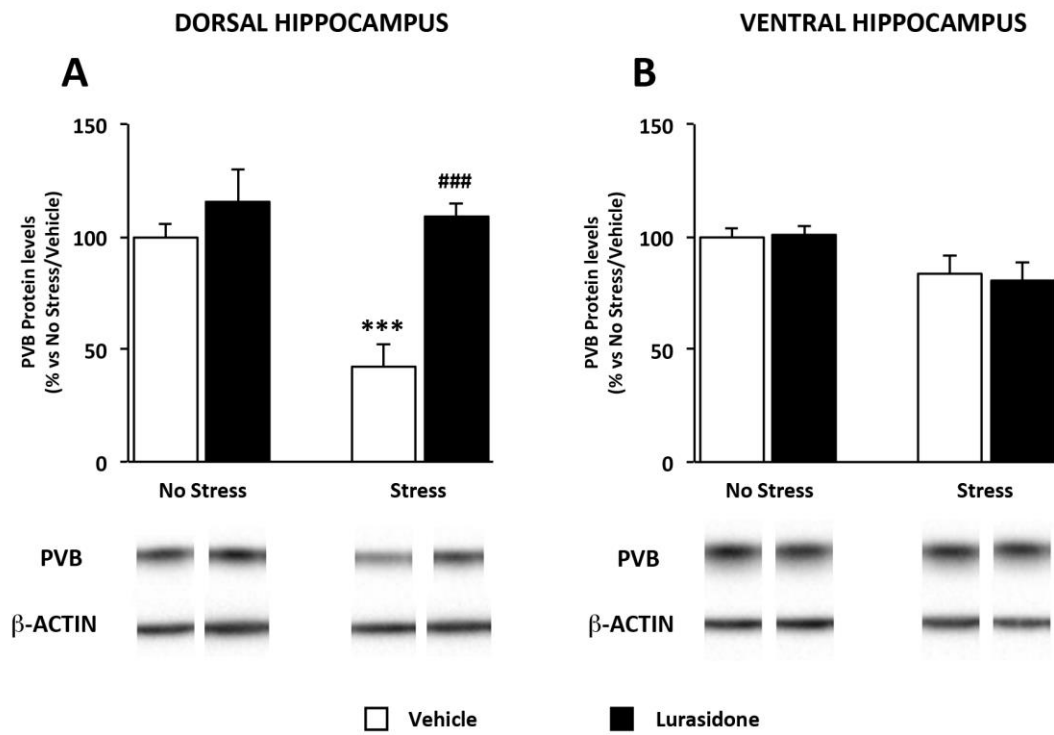 DORSAL HIPPOCAMPUS
VENTRAL HIPPOCAMPUS
A
B
PVB Protein levels
(% vs No Stress/Vehicle)
150
100
50
0
***
###
No Stress
Stress
PVB
β-ACTIN
PVB Protein levels
(% vs No Stress/Vehicle)
150
100
50
0
No Stress
Stress
PVB
β-ACTIN
Vehicle
Lurasidone